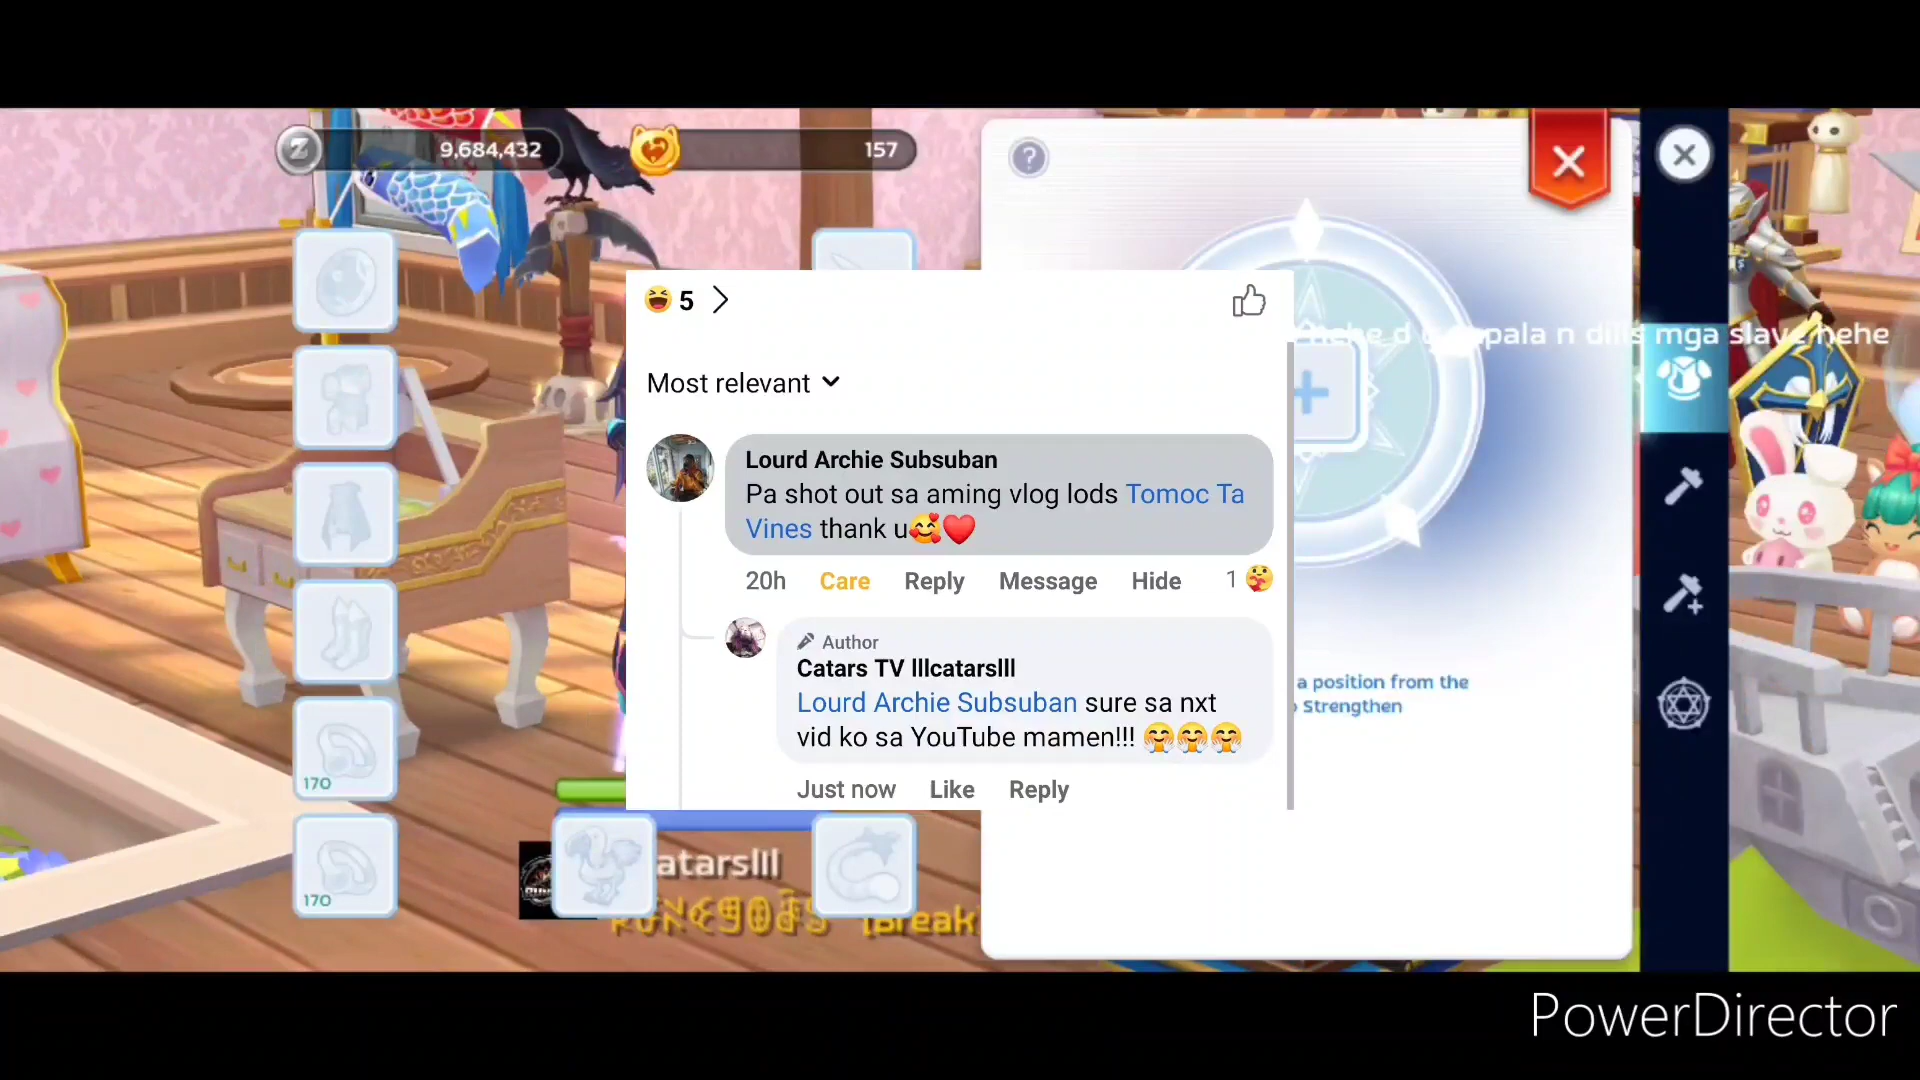 9,684,432
157
5
Most relevant
Lourd Archie Subsuban
Pa shot out sa aming vlog lods Tomoc Ta
Vines thank u🥰❤️
20h Care Reply Message Hide 1
Author
Catars TV lllcatarslll
Lourd Archie Subsuban sure sa nxt
vid ko sa YouTube mamen!!! 🤗🤗🤗
Just now Like Reply
mga slave hehe
a position from the
Strengthen
170
170
atarslll
PowerDirector